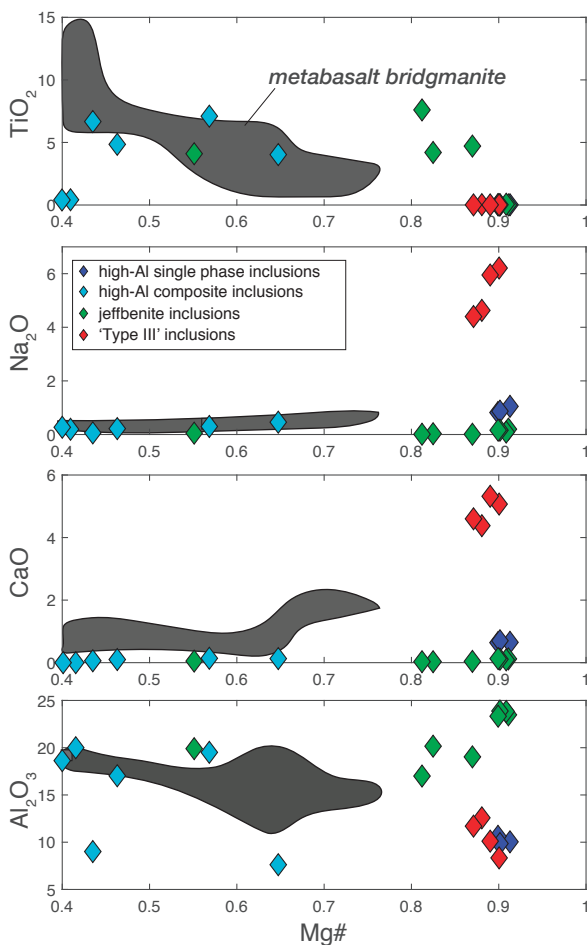 15
10
5
0
TiO2
metabasalt bridgmanite
0.4 0.5 0.6 0.7 0.8 0.9 1
6
4
2
0
Na2O
high-Al single phase inclusions
high-Al composite inclusions
jeffbenite inclusions
'Type III' inclusions
0.4 0.5 0.6 0.7 0.8 0.9 1
6
4
2
0
CaO
0.4 0.5 0.6 0.7 0.8 0.9 1
25
20
15
10
5
Al2O3
0.4 0.5 0.6 0.7 0.8 0.9 1
Mg#